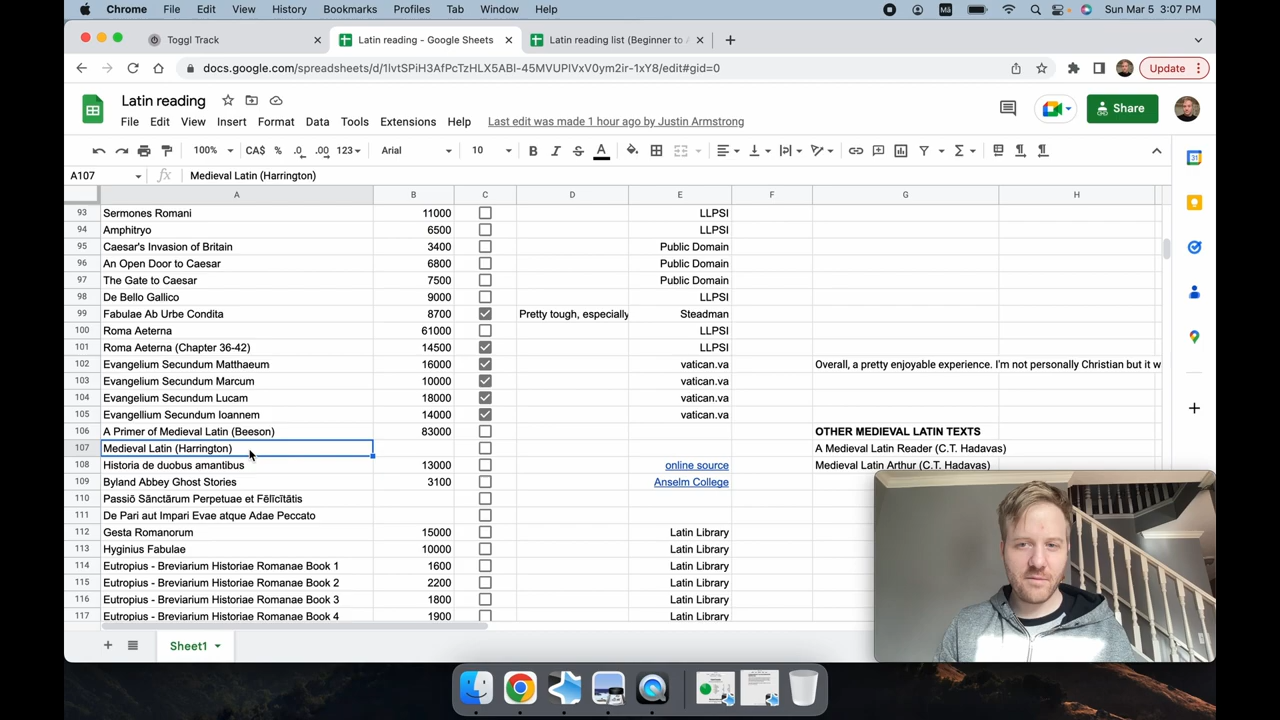 Chrome File Edit View History Bookmarks Profiles Tab Window Help Sun Mar 5 3:07 PM
Toggl Track Latin reading - Google Sheets Latin reading list (Beginner to
docs.google.com/spreadsheets/d/1IvtSPiH3AfPcTzHLX5ABl-45MVUPIVxV0ym2ir-1xY8/edit#gid=0 Update
Latin reading
Share
File Edit View Insert Format Data Tools Extensions Help Last edit was made 1 hour ago by Justin Armstrong
100% CA$ % .0 .00 123 Arial 10 B I S A
A107 fx Medieval Latin (Harrington)
A B C D E F G H
93 Sermones Romani 11000 LLPSI
94 Amphitryo 6500 LLPSI
95 Caesar's Invasion of Britain 3400 Public Domain
96 An Open Door to Caesar 6800 Public Domain
97 The Gate to Caesar 7500 Public Domain
98 De Bello Gallico 9000 LLPSI
99 Fabulae Ab Urbe Condita 8700 Pretty tough, especially Steadman
100 Roma Aeterna 61000 LLPSI
101 Roma Aeterna (Chapter 36-42) 14500 LLPSI
102 Evangelium Secundum Matthaeum 16000 vatican.va Overall, a pretty enjoyable experience. I'm not personally Christian but it w
103 Evangelium Secundum Marcum 10000 vatican.va
104 Evangelium Secundum Lucam 18000 vatican.va
105 Evangellium Secundum Ioannem 14000 vatican.va
106 A Primer of Medieval Latin (Beeson) 83000 OTHER MEDIEVAL LATIN TEXTS
107 Medieval Latin (Harrington) A Medieval Latin Reader (C.T. Hadavas)
108 Historia de duobus amantibus 13000 online source Medieval Latin Arthur (C.T. Hadavas)
109 Byland Abbey Ghost Stories 3100 Anselm College
110 Passiō Sānctārum Perpetuae et Fēlīcītātis
111 De Pari aut Impari Evae atque Adae Peccato
112 Gesta Romanorum 15000 Latin Library
113 Hyginius Fabulae 10000 Latin Library
114 Eutropius - Breviarium Historiae Romanae Book 1 1600 Latin Library
115 Eutropius - Breviarium Historiae Romanae Book 2 2200 Latin Library
116 Eutropius - Breviarium Historiae Romanae Book 3 1800 Latin Library
117 Eutropius - Breviarium Historiae Romanae Book 4 1900 Latin Library
Sheet1